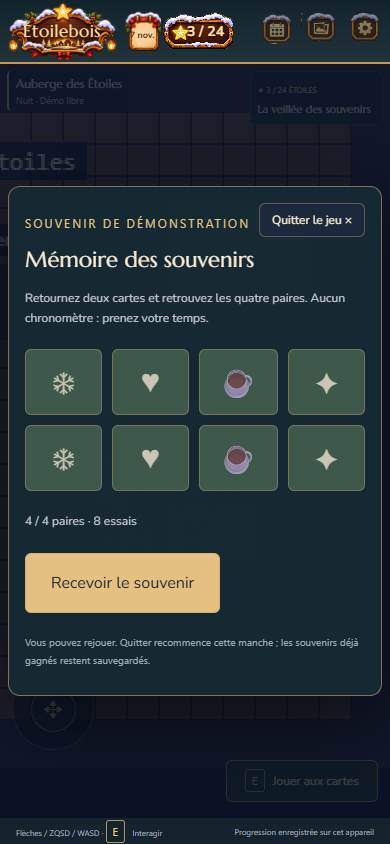 Étoilebois
7 nov.
3 / 24
Auberge des Étoiles
Nuit · Démo libre
✦ 3 / 24 ÉTOILES
La veillée des souvenirs
toiles
SOUVENIR DE DÉMONSTRATION
Quitter le jeu ×
Mémoire des souvenirs
Retournez deux cartes et retrouvez les quatre paires. Aucun
chronomètre : prenez votre temps.
4 / 4 paires · 8 essais
Recevoir le souvenir
Vous pouvez rejouer. Quitter recommence cette manche ; les souvenirs déjà
gagnés restent sauvegardés.
E Jouer aux cartes
Flèches / ZQSD / WASD · E Interagir
Progression enregistrée sur cet appareil